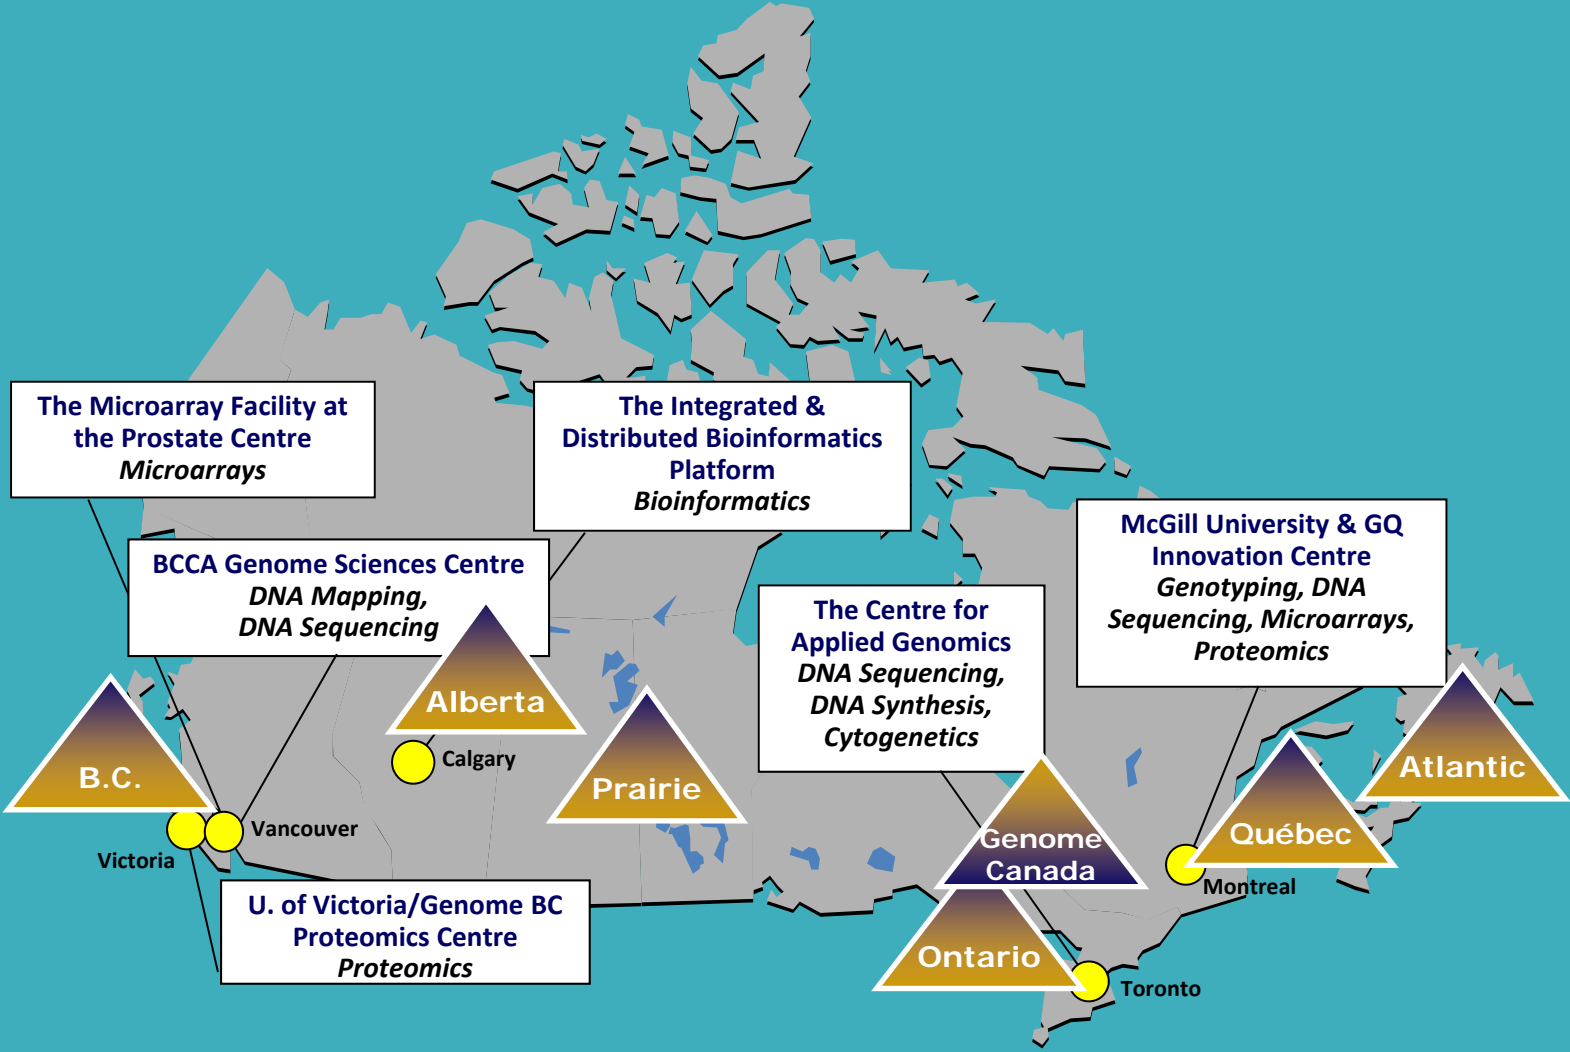 The Microarray Facility at
the Prostate Centre
Microarrays
The Integrated &
Distributed Bioinformatics
Platform
Bioinformatics
McGill University & GQ
Innovation Centre
Genotyping, DNA
Sequencing, Microarrays,
Proteomics
BCCA Genome Sciences Centre
DNA Mapping,
DNA Sequencing
The Centre for
Applied Genomics
DNA Sequencing,
DNA Synthesis,
Cytogenetics
Alberta
B.C.
Calgary
Prairie
Atlantic
Vancouver
Victoria
Genome
Canada
Québec
Montreal
U. of Victoria/Genome BC
Proteomics Centre
Proteomics
Ontario
Toronto